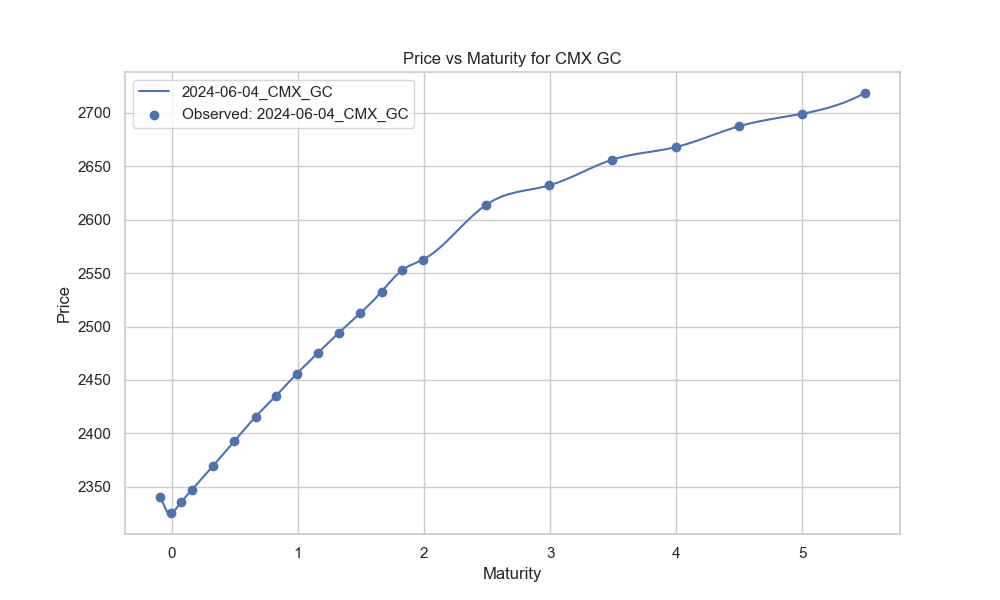 Price vs Maturity for CMX GC
2024-06-04_CMX_GC
Observed: 2024-06-04_CMX_GC
2700
2650
2600
2550
2500
2450
2400
2350
Price
0 1 2 3 4 5
Maturity